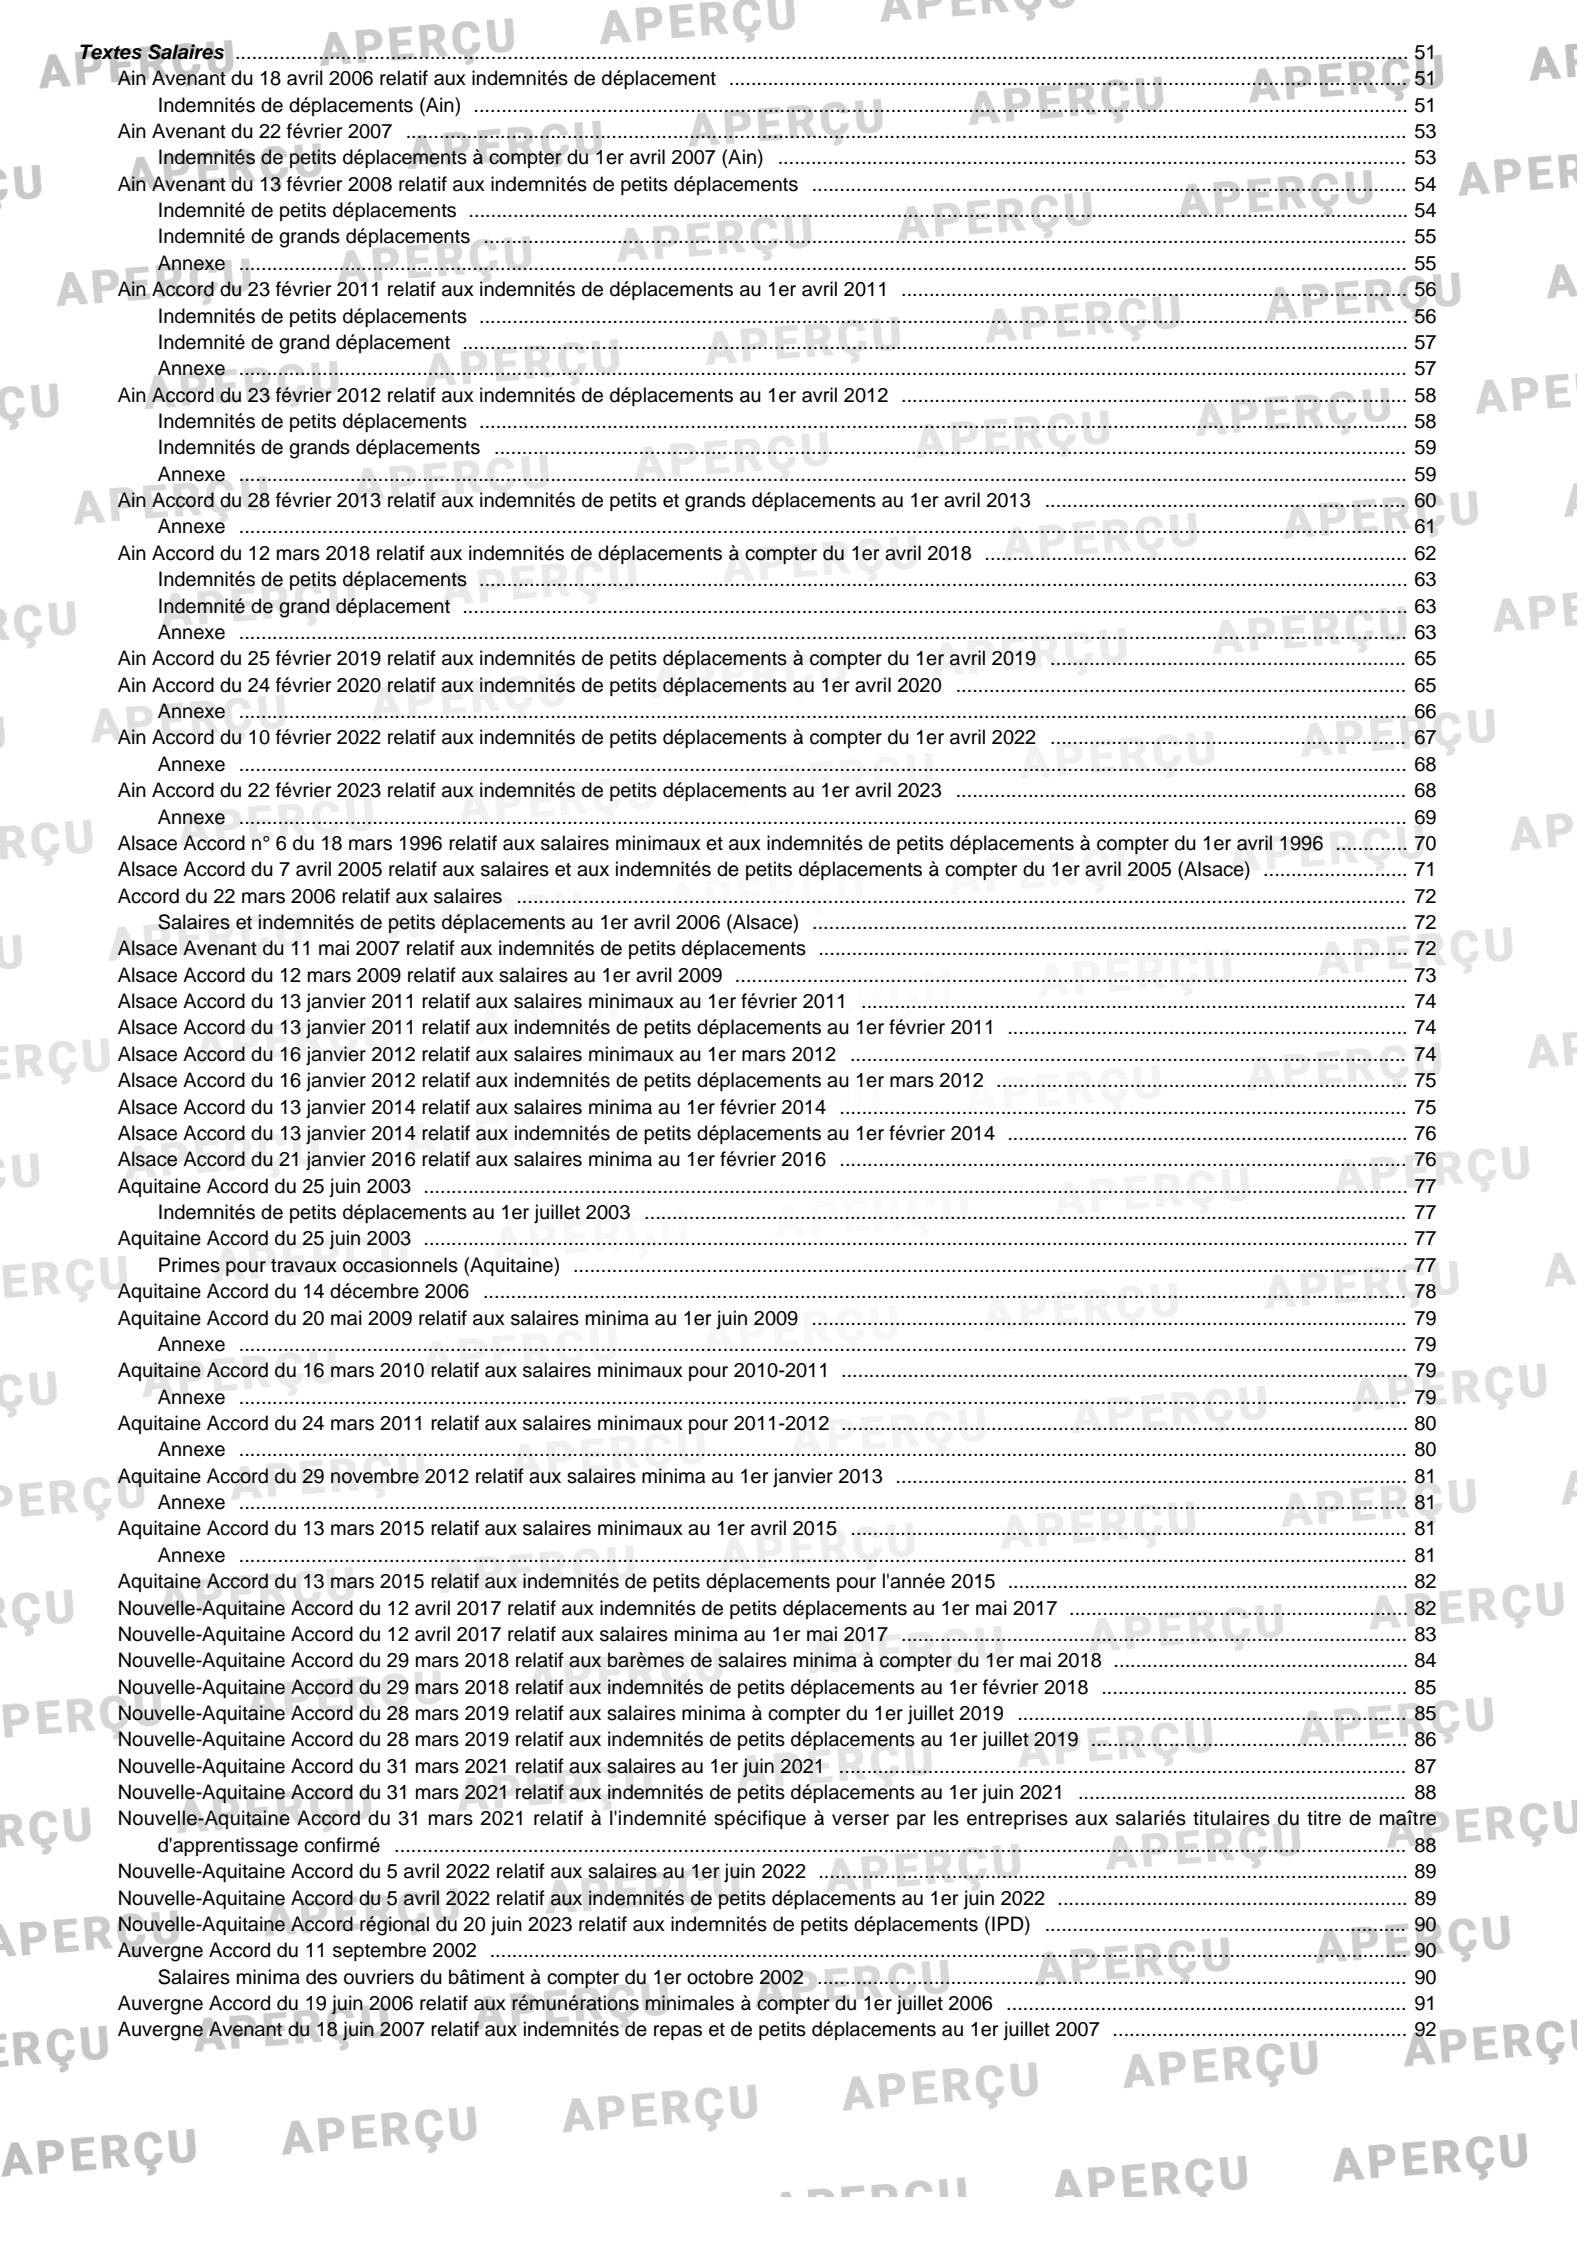 Textes Salaires ........ 51
Ain Avenant du 18 avril 2006 relatif aux indemnités de déplacement ........ 51
Indemnités de déplacements (Ain) ........ 51
Ain Avenant du 22 février 2007 ........ 53
Indemnités de petits déplacements à compter du 1er avril 2007 (Ain) ........ 53
Ain Avenant du 13 février 2008 relatif aux indemnités de petits déplacements ........ 54
Indemnité de petits déplacements ........ 54
Indemnité de grands déplacements ........ 55
Annexe ........ 55
Ain Accord du 23 février 2011 relatif aux indemnités de déplacements au 1er avril 2011 ........ 56
Indemnités de petits déplacements ........ 56
Indemnité de grand déplacement ........ 57
Annexe ........ 57
Ain Accord du 23 février 2012 relatif aux indemnités de déplacements au 1er avril 2012 ........ 58
Indemnités de petits déplacements ........ 58
Indemnités de grands déplacements ........ 59
Annexe ........ 59
Ain Accord du 28 février 2013 relatif aux indemnités de petits et grands déplacements au 1er avril 2013 ........ 60
Annexe ........ 61
Ain Accord du 12 mars 2018 relatif aux indemnités de déplacements à compter du 1er avril 2018 ........ 62
Indemnités de petits déplacements ........ 63
Indemnité de grand déplacement ........ 63
Annexe ........ 63
Ain Accord du 25 février 2019 relatif aux indemnités de petits déplacements à compter du 1er avril 2019 ........ 65
Ain Accord du 24 février 2020 relatif aux indemnités de petits déplacements au 1er avril 2020 ........ 65
Annexe ........ 66
Ain Accord du 10 février 2022 relatif aux indemnités de petits déplacements à compter du 1er avril 2022 ........ 67
Annexe ........ 68
Ain Accord du 22 février 2023 relatif aux indemnités de petits déplacements au 1er avril 2023 ........ 68
Annexe ........ 69
Alsace Accord n° 6 du 18 mars 1996 relatif aux salaires minimaux et aux indemnités de petits déplacements à compter du 1er avril 1996 ........ 70
Alsace Accord du 7 avril 2005 relatif aux salaires et aux indemnités de petits déplacements à compter du 1er avril 2005 (Alsace) ........ 71
Accord du 22 mars 2006 relatif aux salaires ........ 72
Salaires et indemnités de petits déplacements au 1er avril 2006 (Alsace) ........ 72
Alsace Avenant du 11 mai 2007 relatif aux indemnités de petits déplacements ........ 72
Alsace Accord du 12 mars 2009 relatif aux salaires au 1er avril 2009 ........ 73
Alsace Accord du 13 janvier 2011 relatif aux salaires minimaux au 1er février 2011 ........ 74
Alsace Accord du 13 janvier 2011 relatif aux indemnités de petits déplacements au 1er février 2011 ........ 74
Alsace Accord du 16 janvier 2012 relatif aux salaires minimaux au 1er mars 2012 ........ 74
Alsace Accord du 16 janvier 2012 relatif aux indemnités de petits déplacements au 1er mars 2012 ........ 75
Alsace Accord du 13 janvier 2014 relatif aux salaires minima au 1er février 2014 ........ 75
Alsace Accord du 13 janvier 2014 relatif aux indemnités de petits déplacements au 1er février 2014 ........ 76
Alsace Accord du 21 janvier 2016 relatif aux salaires minima au 1er février 2016 ........ 76
Aquitaine Accord du 25 juin 2003 ........ 77
Indemnités de petits déplacements au 1er juillet 2003 ........ 77
Aquitaine Accord du 25 juin 2003 ........ 77
Primes pour travaux occasionnels (Aquitaine) ........ 77
Aquitaine Accord du 14 décembre 2006 ........ 78
Aquitaine Accord du 20 mai 2009 relatif aux salaires minima au 1er juin 2009 ........ 79
Annexe ........ 79
Aquitaine Accord du 16 mars 2010 relatif aux salaires minimaux pour 2010-2011 ........ 79
Annexe ........ 79
Aquitaine Accord du 24 mars 2011 relatif aux salaires minimaux pour 2011-2012 ........ 80
Annexe ........ 80
Aquitaine Accord du 29 novembre 2012 relatif aux salaires minima au 1er janvier 2013 ........ 81
Annexe ........ 81
Aquitaine Accord du 13 mars 2015 relatif aux salaires minimaux au 1er avril 2015 ........ 81
Annexe ........ 81
Aquitaine Accord du 13 mars 2015 relatif aux indemnités de petits déplacements pour l'année 2015 ........ 82
Nouvelle-Aquitaine Accord du 12 avril 2017 relatif aux indemnités de petits déplacements au 1er mai 2017 ........ 82
Nouvelle-Aquitaine Accord du 12 avril 2017 relatif aux salaires minima au 1er mai 2017 ........ 83
Nouvelle-Aquitaine Accord du 29 mars 2018 relatif aux barèmes de salaires minima à compter du 1er mai 2018 ........ 84
Nouvelle-Aquitaine Accord du 29 mars 2018 relatif aux indemnités de petits déplacements au 1er février 2018 ........ 85
Nouvelle-Aquitaine Accord du 28 mars 2019 relatif aux salaires minima à compter du 1er juillet 2019 ........ 85
Nouvelle-Aquitaine Accord du 28 mars 2019 relatif aux indemnités de petits déplacements au 1er juillet 2019 ........ 86
Nouvelle-Aquitaine Accord du 31 mars 2021 relatif aux salaires au 1er juin 2021 ........ 87
Nouvelle-Aquitaine Accord du 31 mars 2021 relatif aux indemnités de petits déplacements au 1er juin 2021 ........ 88
Nouvelle-Aquitaine Accord du 31 mars 2021 relatif à l'indemnité spécifique à verser par les entreprises aux salariés titulaires du titre de maître
d'apprentissage confirmé ........ 88
Nouvelle-Aquitaine Accord du 5 avril 2022 relatif aux salaires au 1er juin 2022 ........ 89
Nouvelle-Aquitaine Accord du 5 avril 2022 relatif aux indemnités de petits déplacements au 1er juin 2022 ........ 89
Nouvelle-Aquitaine Accord régional du 20 juin 2023 relatif aux indemnités de petits déplacements (IPD) ........ 90
Auvergne Accord du 11 septembre 2002 ........ 90
Salaires minima des ouvriers du bâtiment à compter du 1er octobre 2002 ........ 90
Auvergne Accord du 19 juin 2006 relatif aux rémunérations minimales à compter du 1er juillet 2006 ........ 91
Auvergne Avenant du 18 juin 2007 relatif aux indemnités de repas et de petits déplacements au 1er juillet 2007 ........ 92
APERÇU